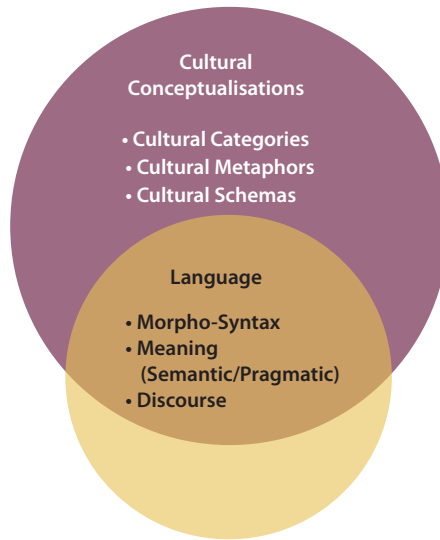 Cultural
Conceptualisations
• Cultural Categories
• Cultural Metaphors
• Cultural Schemas
Language
• Morpho-Syntax
• Meaning
(Semantic/Pragmatic)
• Discourse